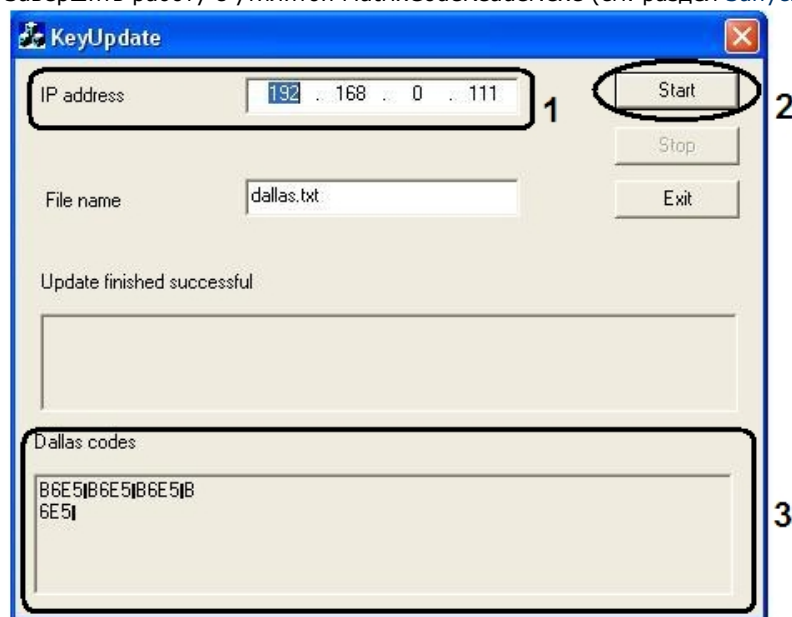 KeyUpdate
IP address 192 . 168 . 0 . 111 1 Start 2
Stop
File name dallas.txt Exit
Update finished successful
Dallas codes
B6E5|B6E5|B6E5|B
6E5|
3